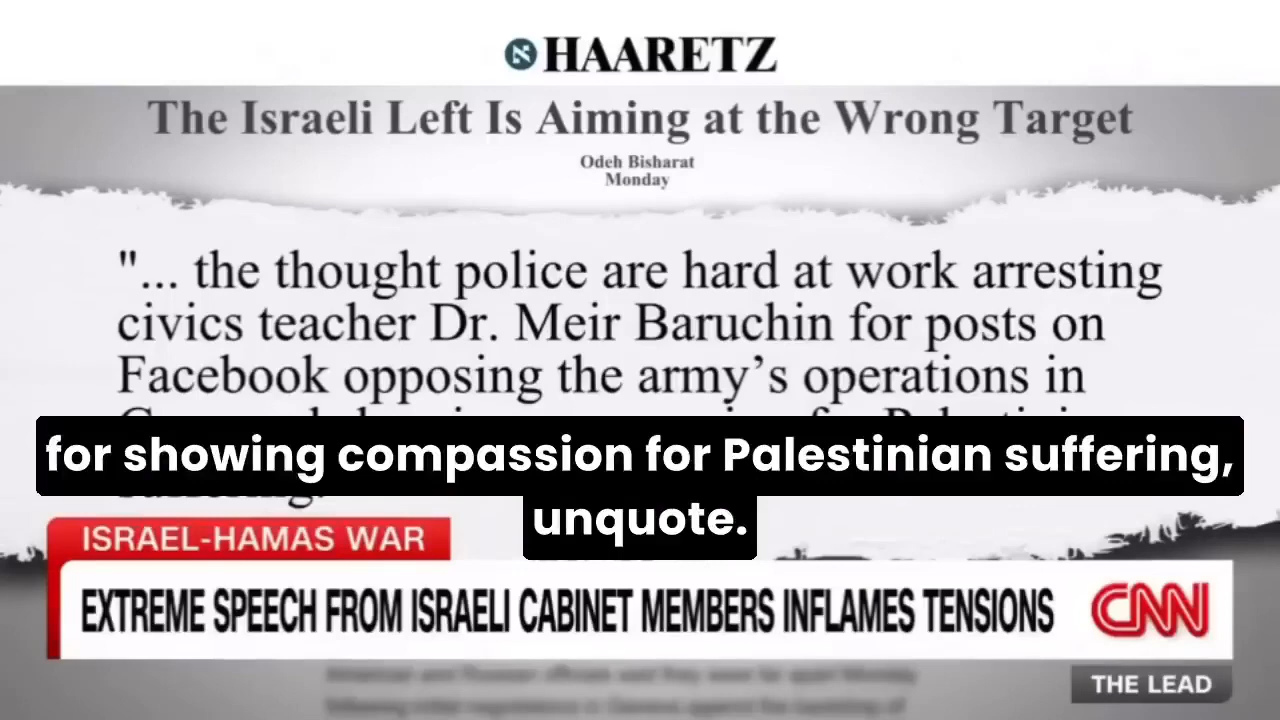 HAARETZ
The Israeli Left Is Aiming at the Wrong Target
Odeh Bisharat
Monday
"... the thought police are hard at work arresting
civics teacher Dr. Meir Baruchin for posts on
Facebook opposing the army’s operations in
for showing compassion for Palestinian suffering,
unquote.
ISRAEL-HAMAS WAR
EXTREME SPEECH FROM ISRAELI CABINET MEMBERS INFLAMES TENSIONS
CNN
THE LEAD